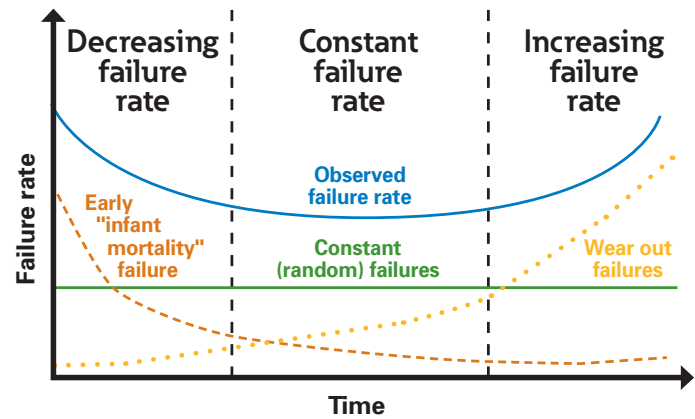 Decreasing
failure
rate
Constant
failure
rate
Increasing
failure
rate
Observed
failure rate
Early
"infant
mortality"
failure
Constant
(random) failures
Wear out
failures
Failure rate
Time